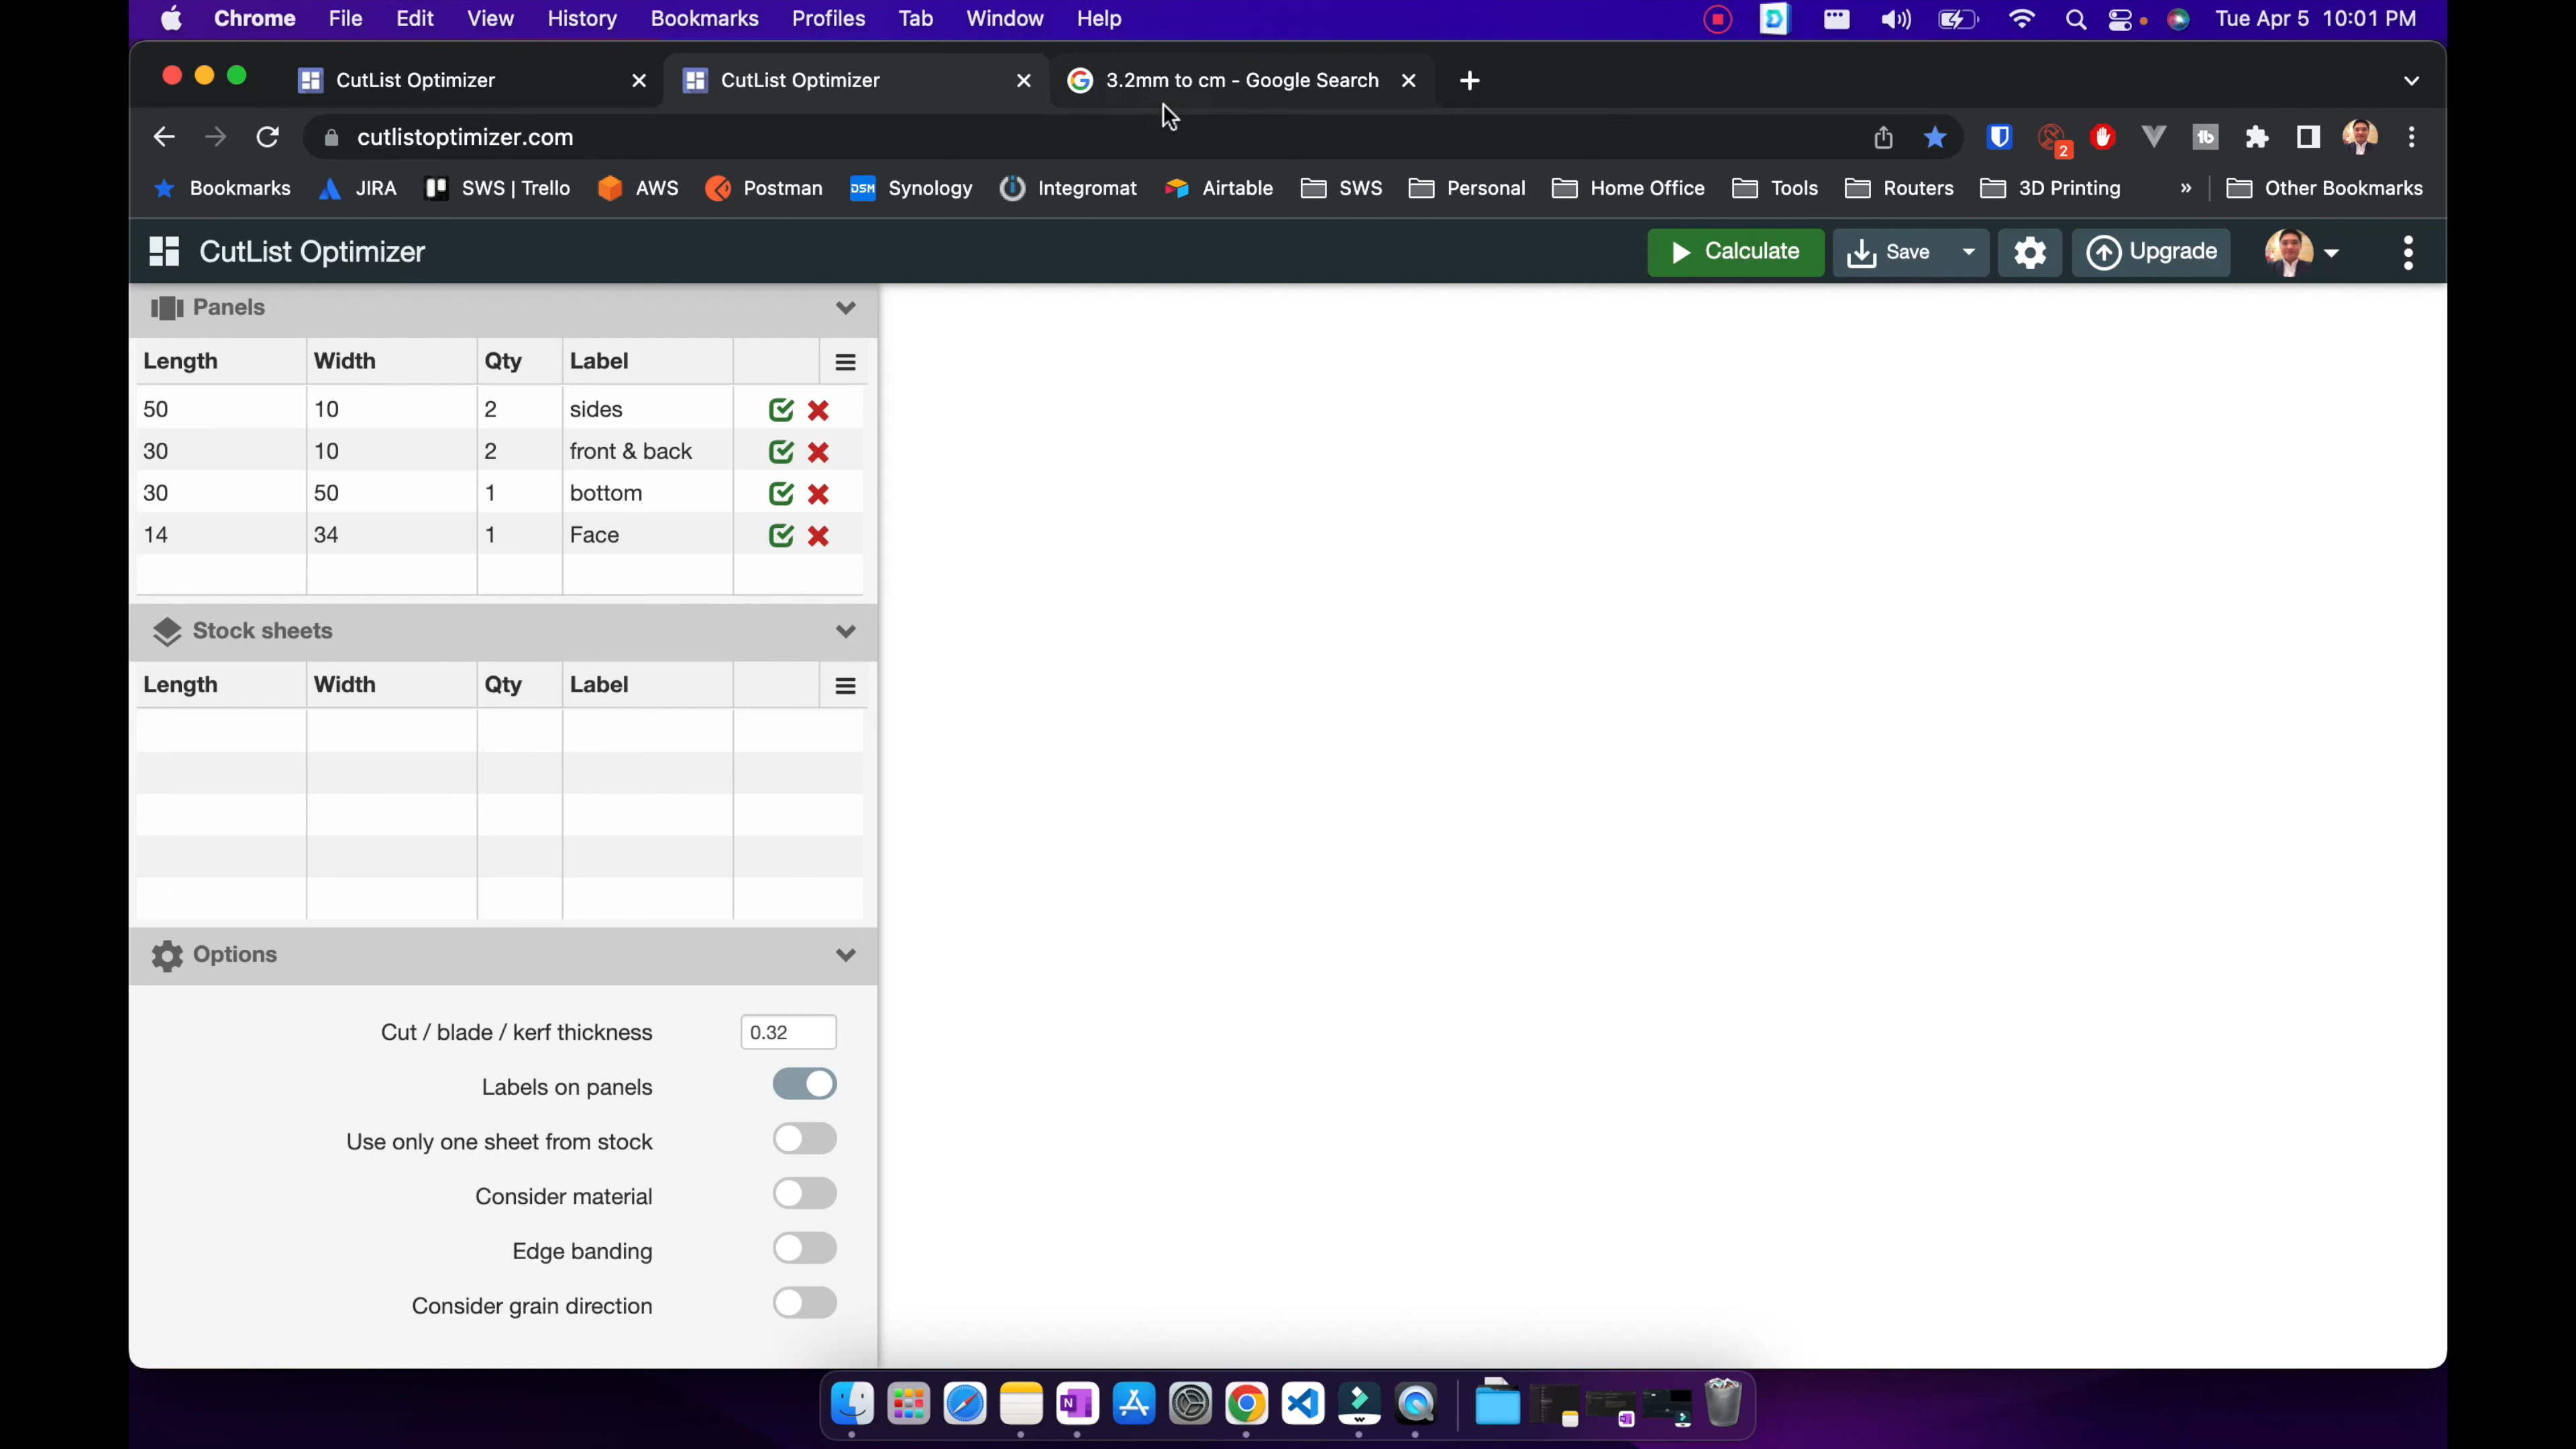 Chrome File Edit View History Bookmarks Profiles Tab Window Help Tue Apr 5 10:01 PM
CutList Optimizer CutList Optimizer 3.2mm to cm - Google Search
cutlistoptimizer.com 2
Bookmarks JIRA SWS | Trello AWS Postman DSM Synology Integromat Airtable SWS Personal Home Office Tools Routers 3D Printing » Other Bookmarks
CutList Optimizer Calculate Save Upgrade
Panels
Length Width Qty Label
50 10 2 sides
30 10 2 front & back
30 50 1 bottom
14 34 1 Face
Stock sheets
Length Width Qty Label
Options
Cut / blade / kerf thickness 0.32
Labels on panels
Use only one sheet from stock
Consider material
Edge banding
Consider grain direction